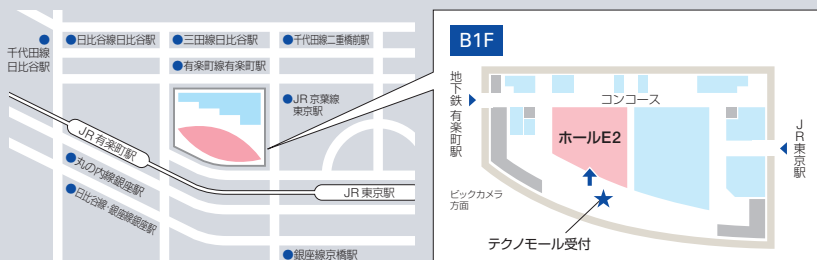 千代田線
日比谷駅
日比谷線日比谷駅
三田線日比谷駅
千代田線二重橋前駅
有楽町線有楽町駅
JR京葉線
東京駅
JR有楽町駅
丸の内線銀座駅
日比谷線・銀座線銀座駅
JR東京駅
銀座線京橋駅
B1F
地下鉄 有楽町駅
コンコース
ホールE2
JR東京駅
ビックカメラ
方面
テクノモール受付